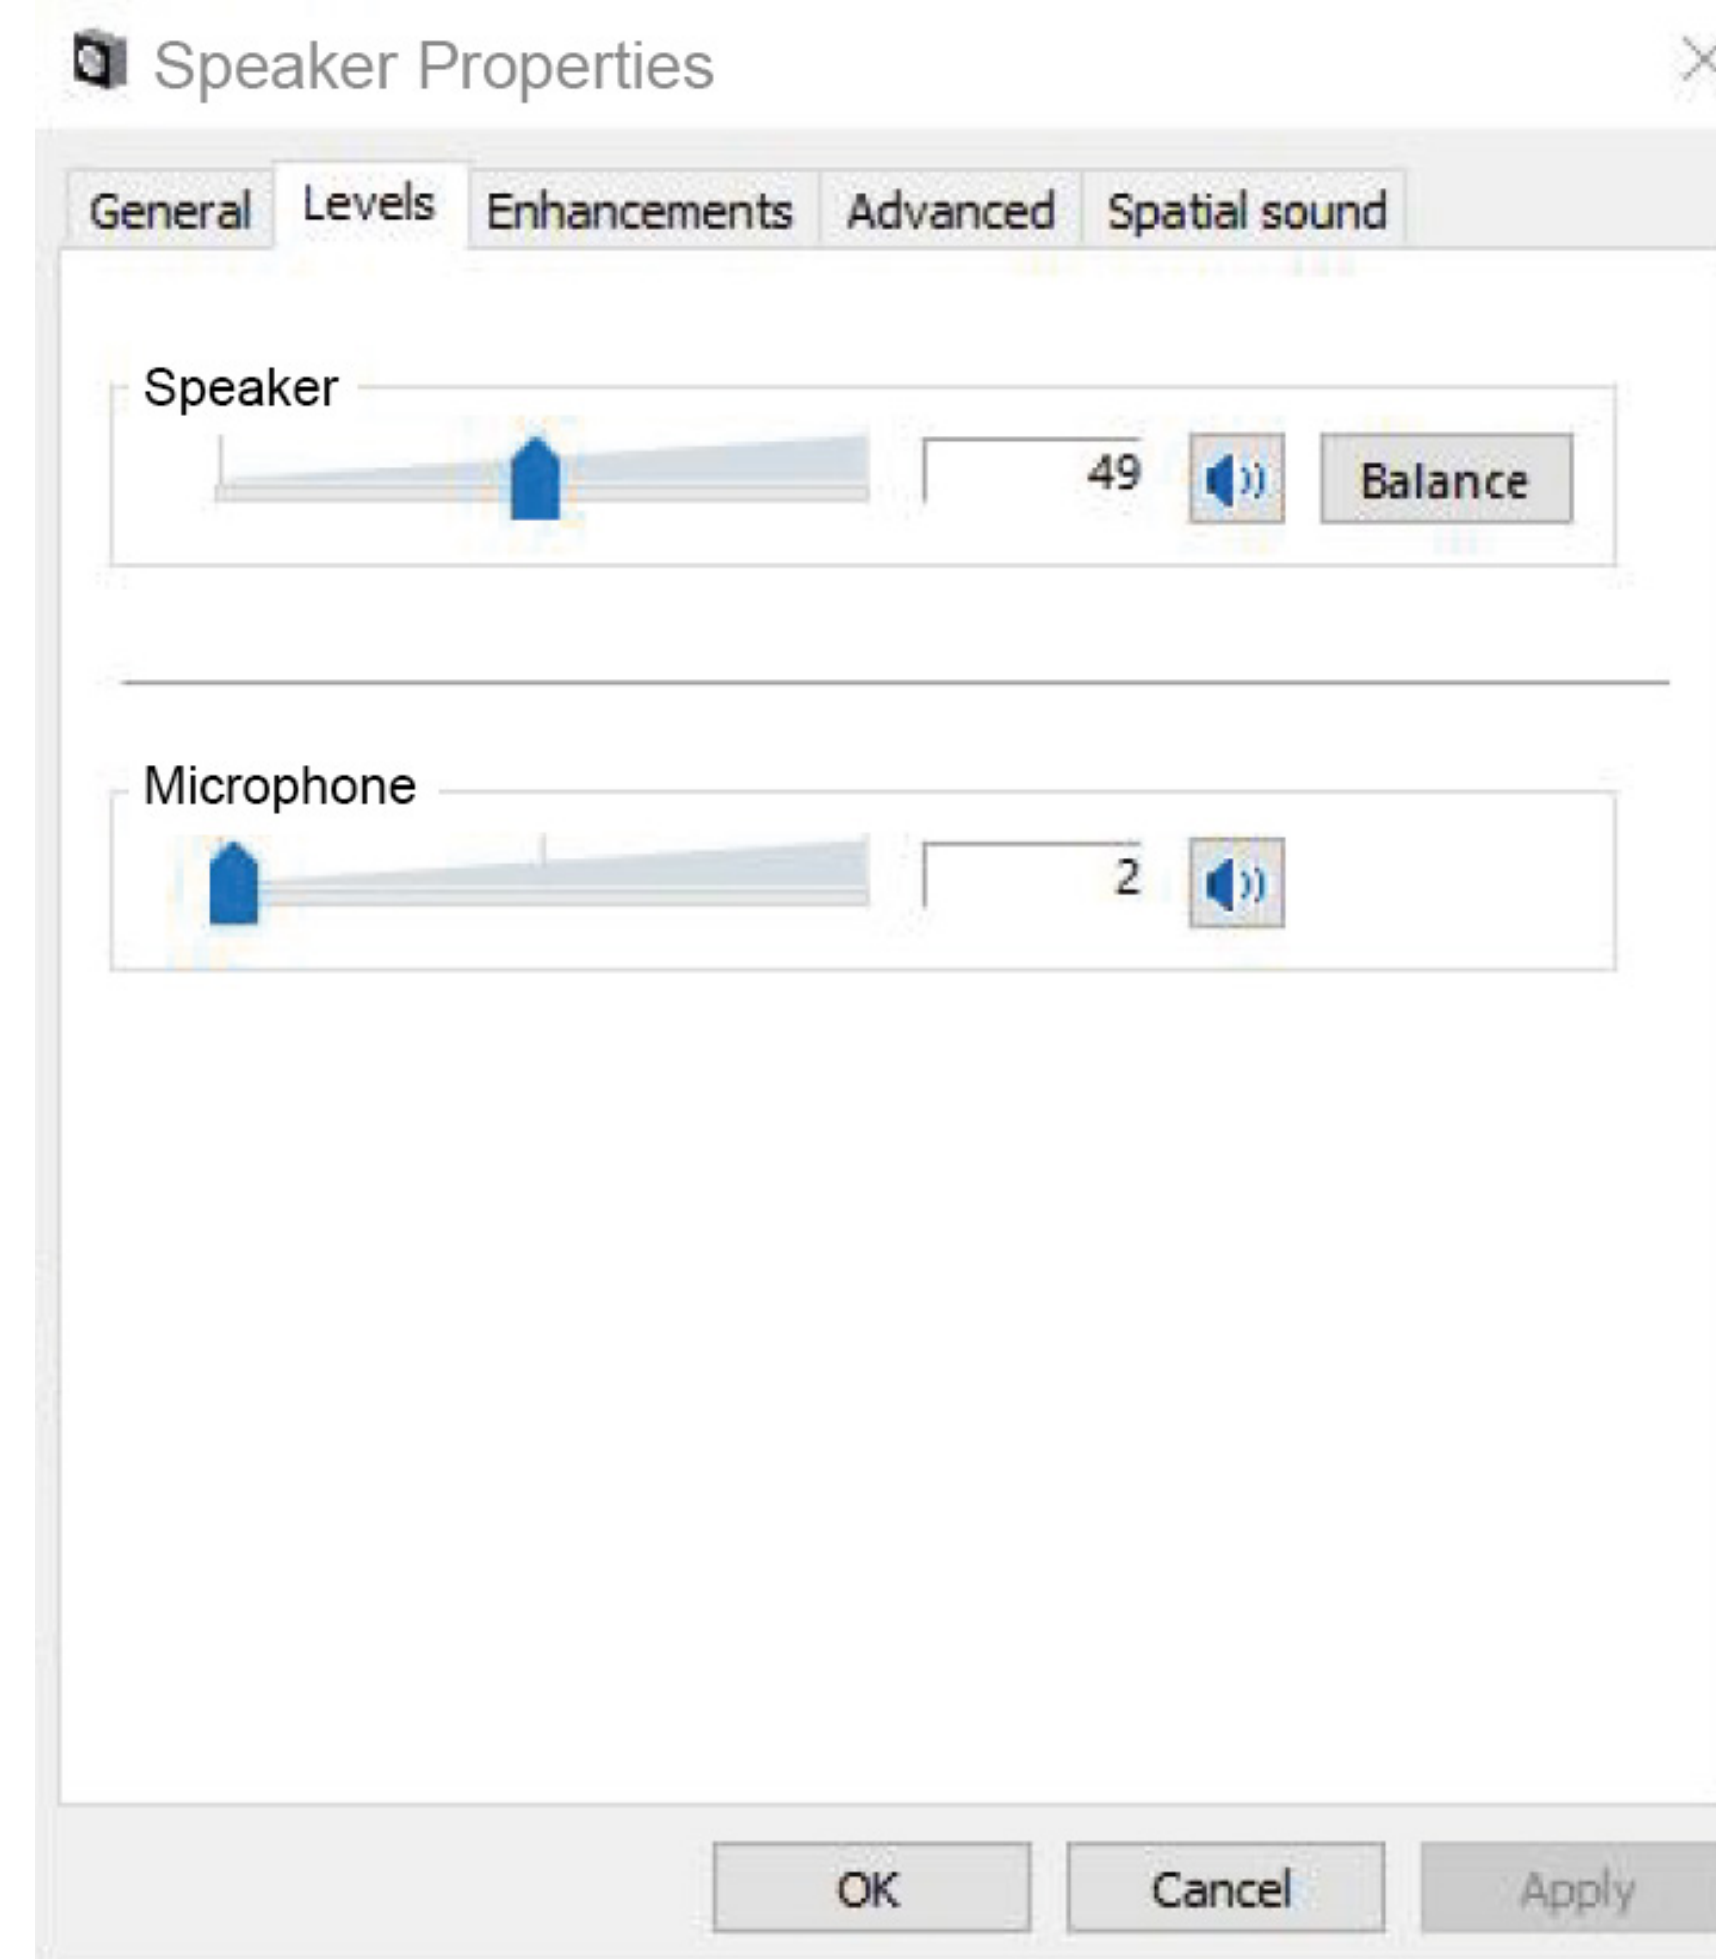 Speaker Properties
General Levels Enhancements Advanced Spatial sound
Speaker
49 Balance
Microphone
2
OK Cancel Apply